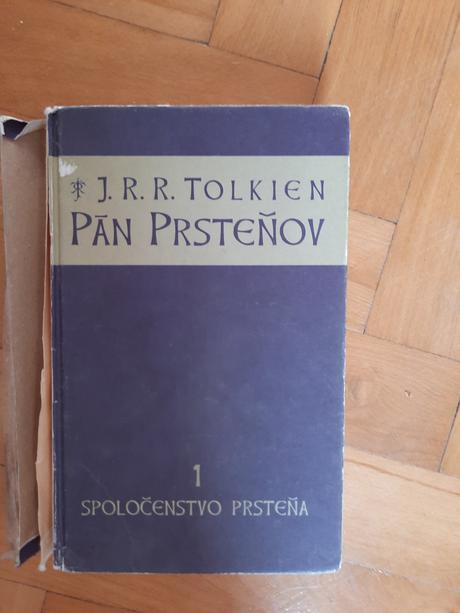 J. R. R. TOLKIEN
PÁN PRSTEŇOV
1
SPOLOČENSTVO PRSTEŇA